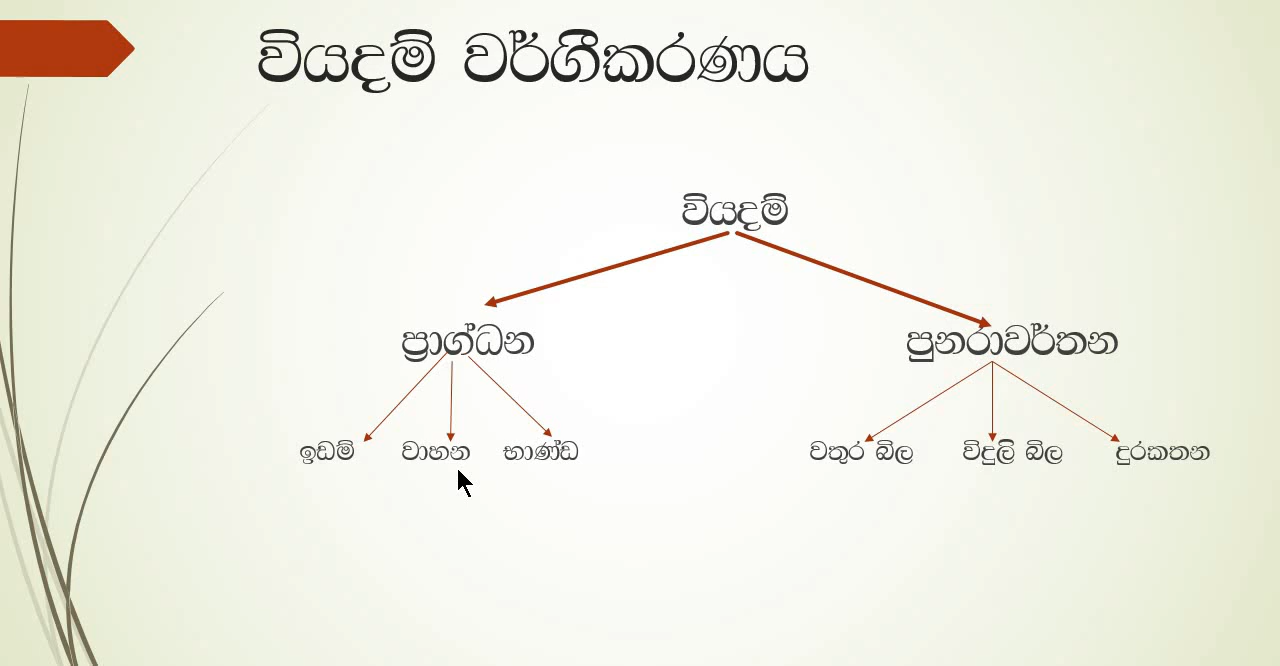 වියදම් වර්ගීකරණය
වියදම්
ප්‍රාග්ධන පුනරාවර්තන
ඉඩම් වාහන භාණ්ඩ වතුර බිල විදුලි බිල දුරකතන